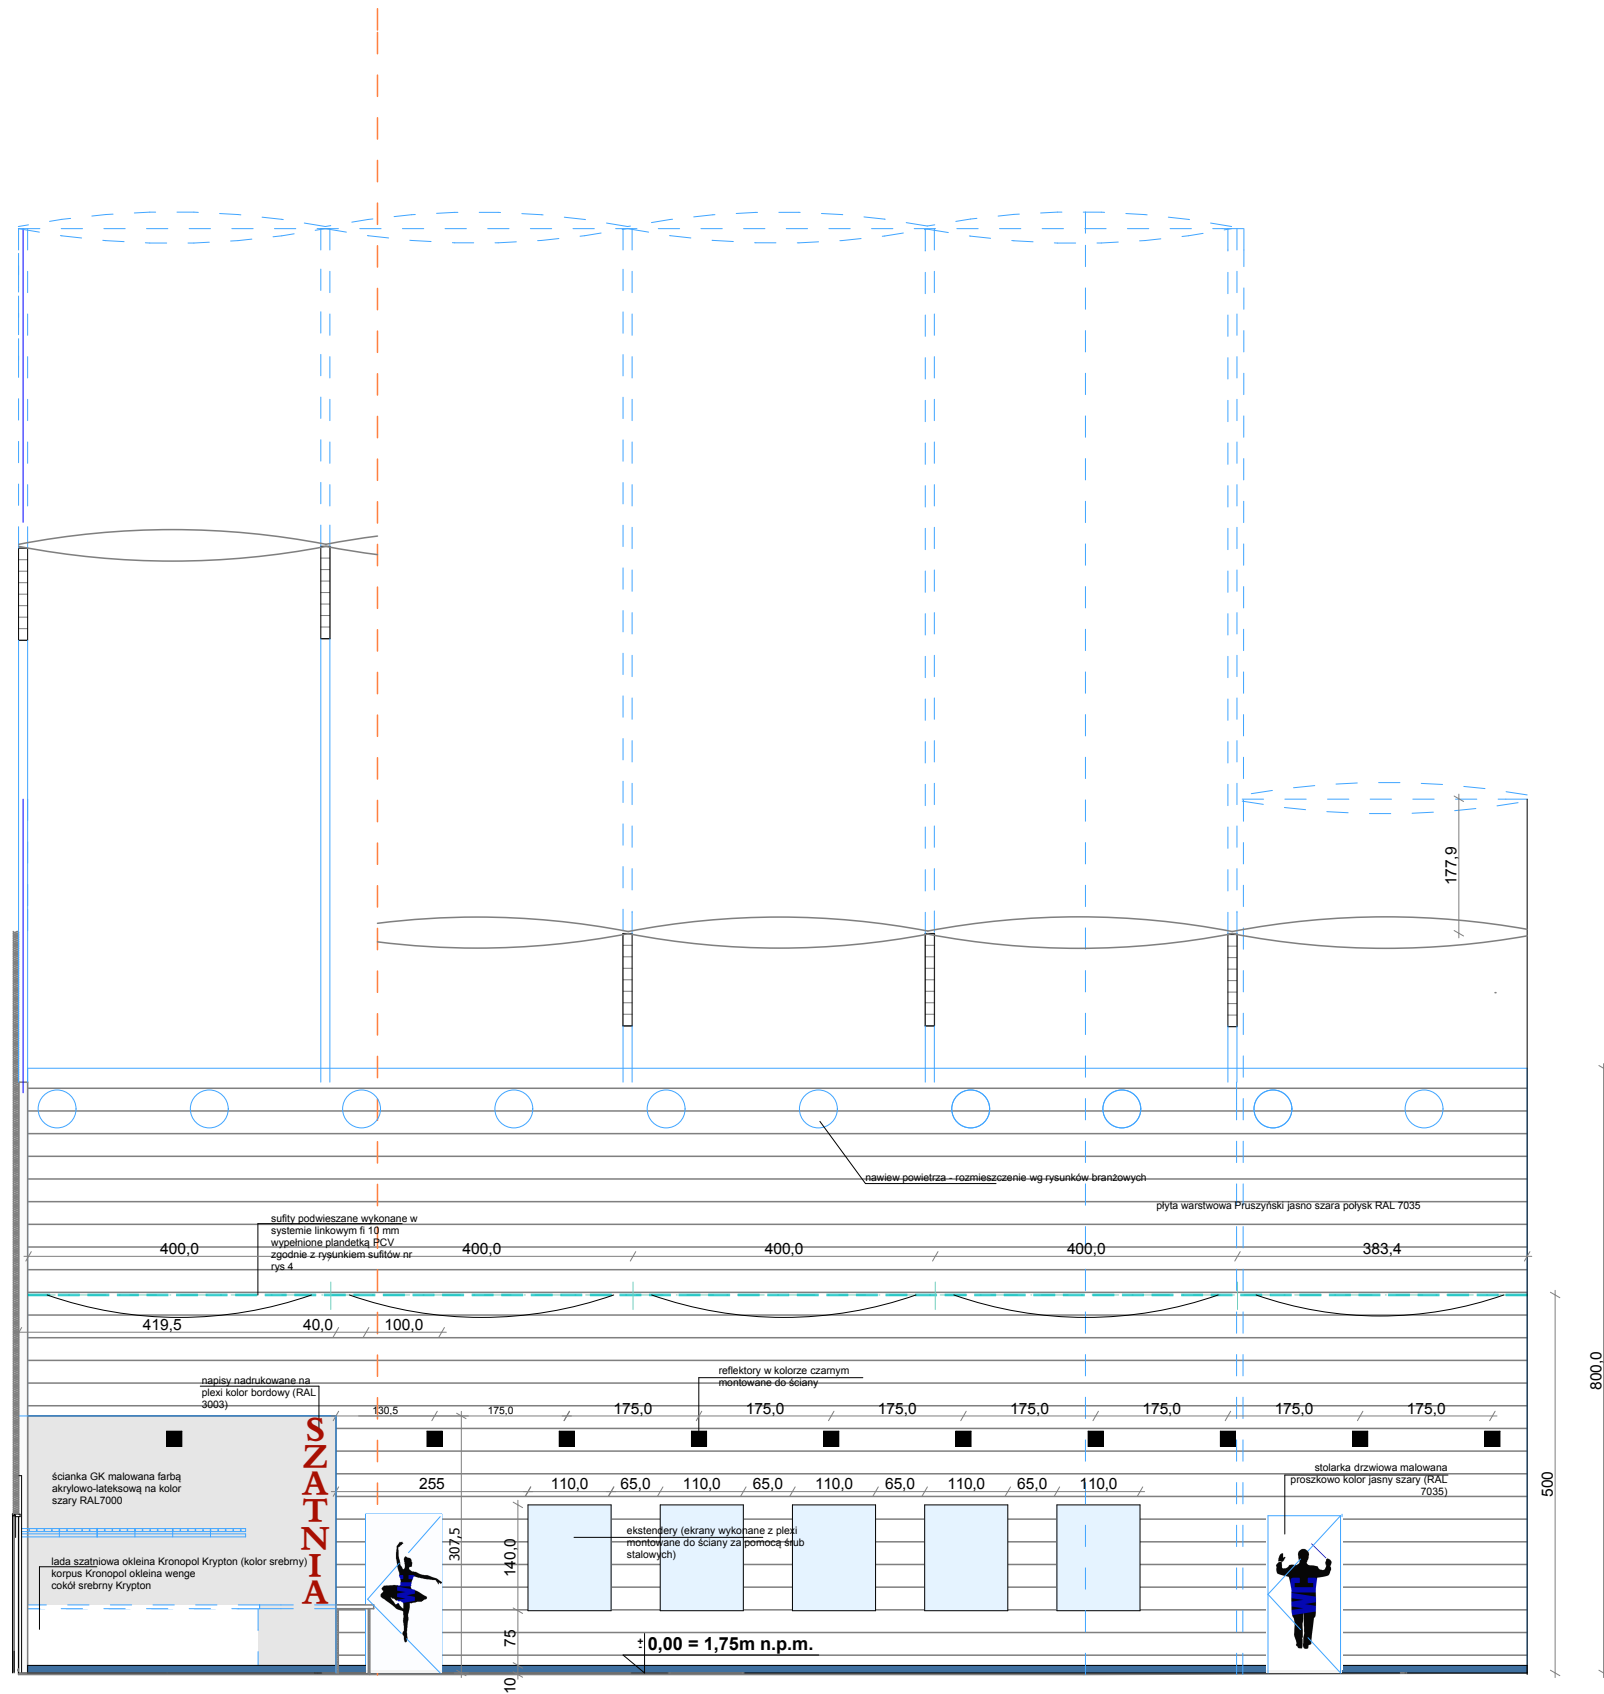 177,9
nawiew powietrza - rozmieszczenie wg rysunków branżowych
płyta warstwowa Pruszyński jasno szara połysk RAL 7035
sufity podwieszane wykonane w
systemie linkowym fi 10 mm
wypełnione plandetką PCV
zgodnie z rysunkiem sufitów nr
rys 4
400,0
400,0
400,0
400,0
383,4
419,5
40,0
100,0
800,0
500
napisy nadrukowane na
plexi kolor bordowy (RAL
3003)
reflektory w kolorze czarnym
montowane do ściany
130,5
175,0
175,0
175,0
175,0
175,0
175,0
175,0
175,0
SZATNIA
ścianka GK malowana farbą
akrylowo-lateksową na kolor
szary RAL7000
255
110,0
65,0
110,0
65,0
110,0
65,0
110,0
65,0
110,0
stolarka drzwiowa malowana
proszkowo kolor jasny szary (RAL
7035)
307,5
140,0
ekstendery (ekrany wykonane z plexi
montowane do ściany za pomocą śrub
stalowych)
lada szatniowa okleina Kronopol Krypton (kolor srebrny)
korpus Kronopol okleina wenge
cokół srebrny Krypton
75
± 0,00 = 1,75m n.p.m.
10